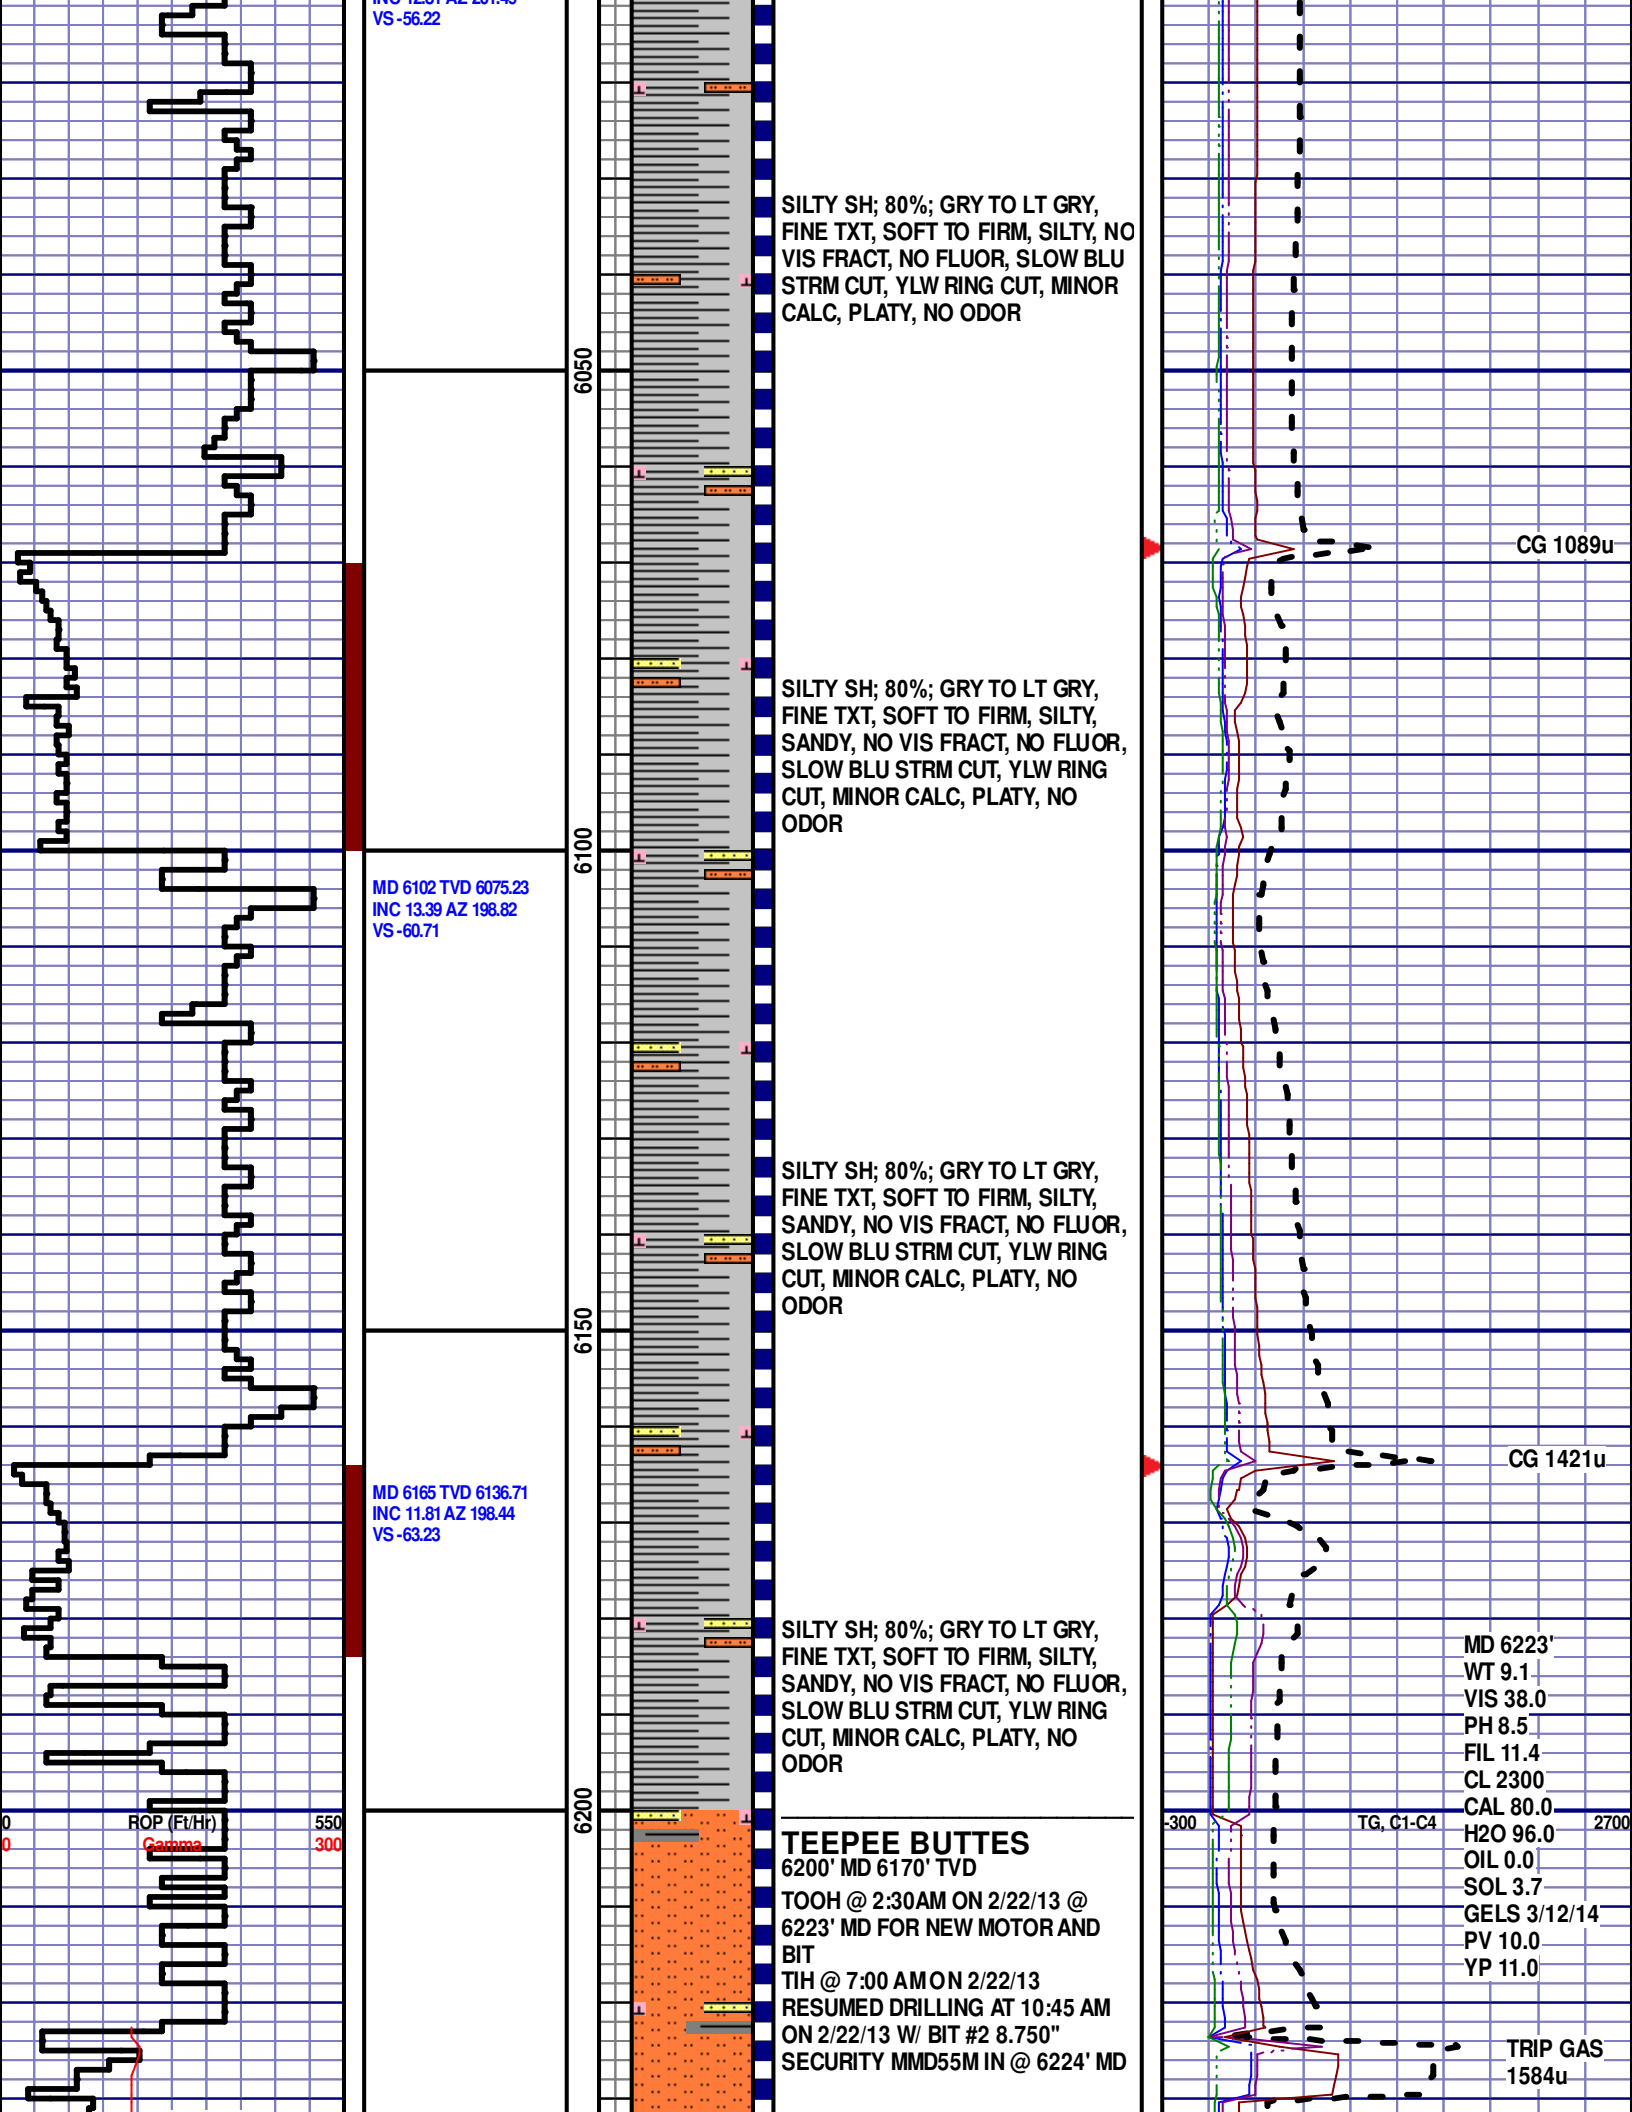 VS -56.22
SILTY SH; 80%; GRY TO LT GRY,
FINE TXT, SOFT TO FIRM, SILTY, NO
VIS FRACT, NO FLUOR, SLOW BLU
STRM CUT, YLW RING CUT, MINOR
CALC, PLATY, NO ODOR
6050
CG 1089u
SILTY SH; 80%; GRY TO LT GRY,
FINE TXT, SOFT TO FIRM, SILTY,
SANDY, NO VIS FRACT, NO FLUOR,
SLOW BLU STRM CUT, YLW RING
CUT, MINOR CALC, PLATY, NO
ODOR
6100
MD 6102 TVD 6075.23
INC 13.39 AZ 198.82
VS -60.71
SILTY SH; 80%; GRY TO LT GRY,
FINE TXT, SOFT TO FIRM, SILTY,
SANDY, NO VIS FRACT, NO FLUOR,
SLOW BLU STRM CUT, YLW RING
CUT, MINOR CALC, PLATY, NO
ODOR
6150
CG 1421u
MD 6165 TVD 6136.71
INC 11.81 AZ 198.44
VS -63.23
SILTY SH; 80%; GRY TO LT GRY,
FINE TXT, SOFT TO FIRM, SILTY,
SANDY, NO VIS FRACT, NO FLUOR,
SLOW BLU STRM CUT, YLW RING
CUT, MINOR CALC, PLATY, NO
ODOR
MD 6223'
WT 9.1
VIS 38.0
PH 8.5
FIL 11.4
CL 2300
CAL 80.0
H2O 96.0
OIL 0.0
SOL 3.7
GELS 3/12/14
PV 10.0
YP 11.0
6200
0 ROP (Ft/Hr) 550
0 Gamma 300
-300 TG, C1-C4 2700
TEEPEE BUTTES
6200' MD 6170' TVD
TOOH @ 2:30AM ON 2/22/13 @
6223' MD FOR NEW MOTOR AND
BIT
TIH @ 7:00 AM ON 2/22/13
RESUMED DRILLING AT 10:45 AM
ON 2/22/13 W/ BIT #2 8.750"
SECURITY MMD55M IN @ 6224' MD
TRIP GAS
1584u